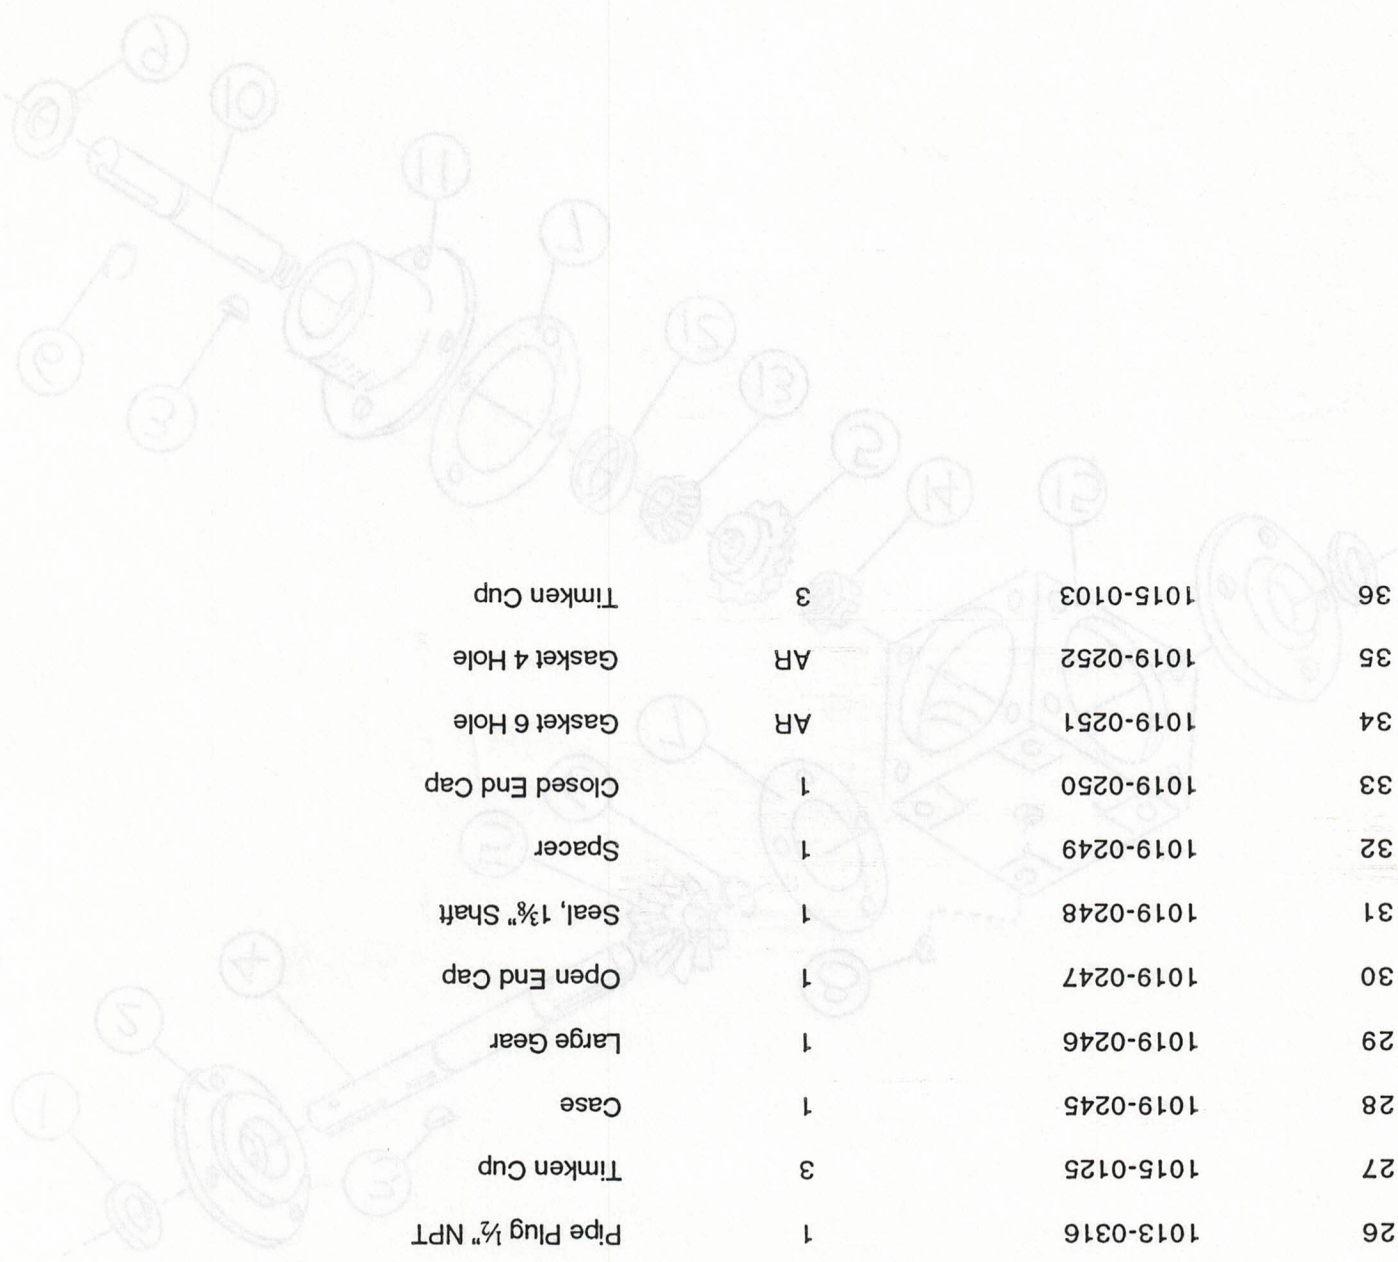 26 1013-0316 1 Pipe Plug ½" NPT
27 1015-0125 3 Timken Cup
28 1019-0245 1 Case
29 1019-0246 1 Large Gear
30 1019-0247 1 Open End Cap
31 1019-0248 1 Seal, 1⅜" Shaft
32 1019-0249 1 Spacer
33 1019-0250 1 Closed End Cap
34 1019-0251 AR Gasket 6 Hole
35 1019-0252 AR Gasket 4 Hole
36 1015-0103 3 Timken Cup